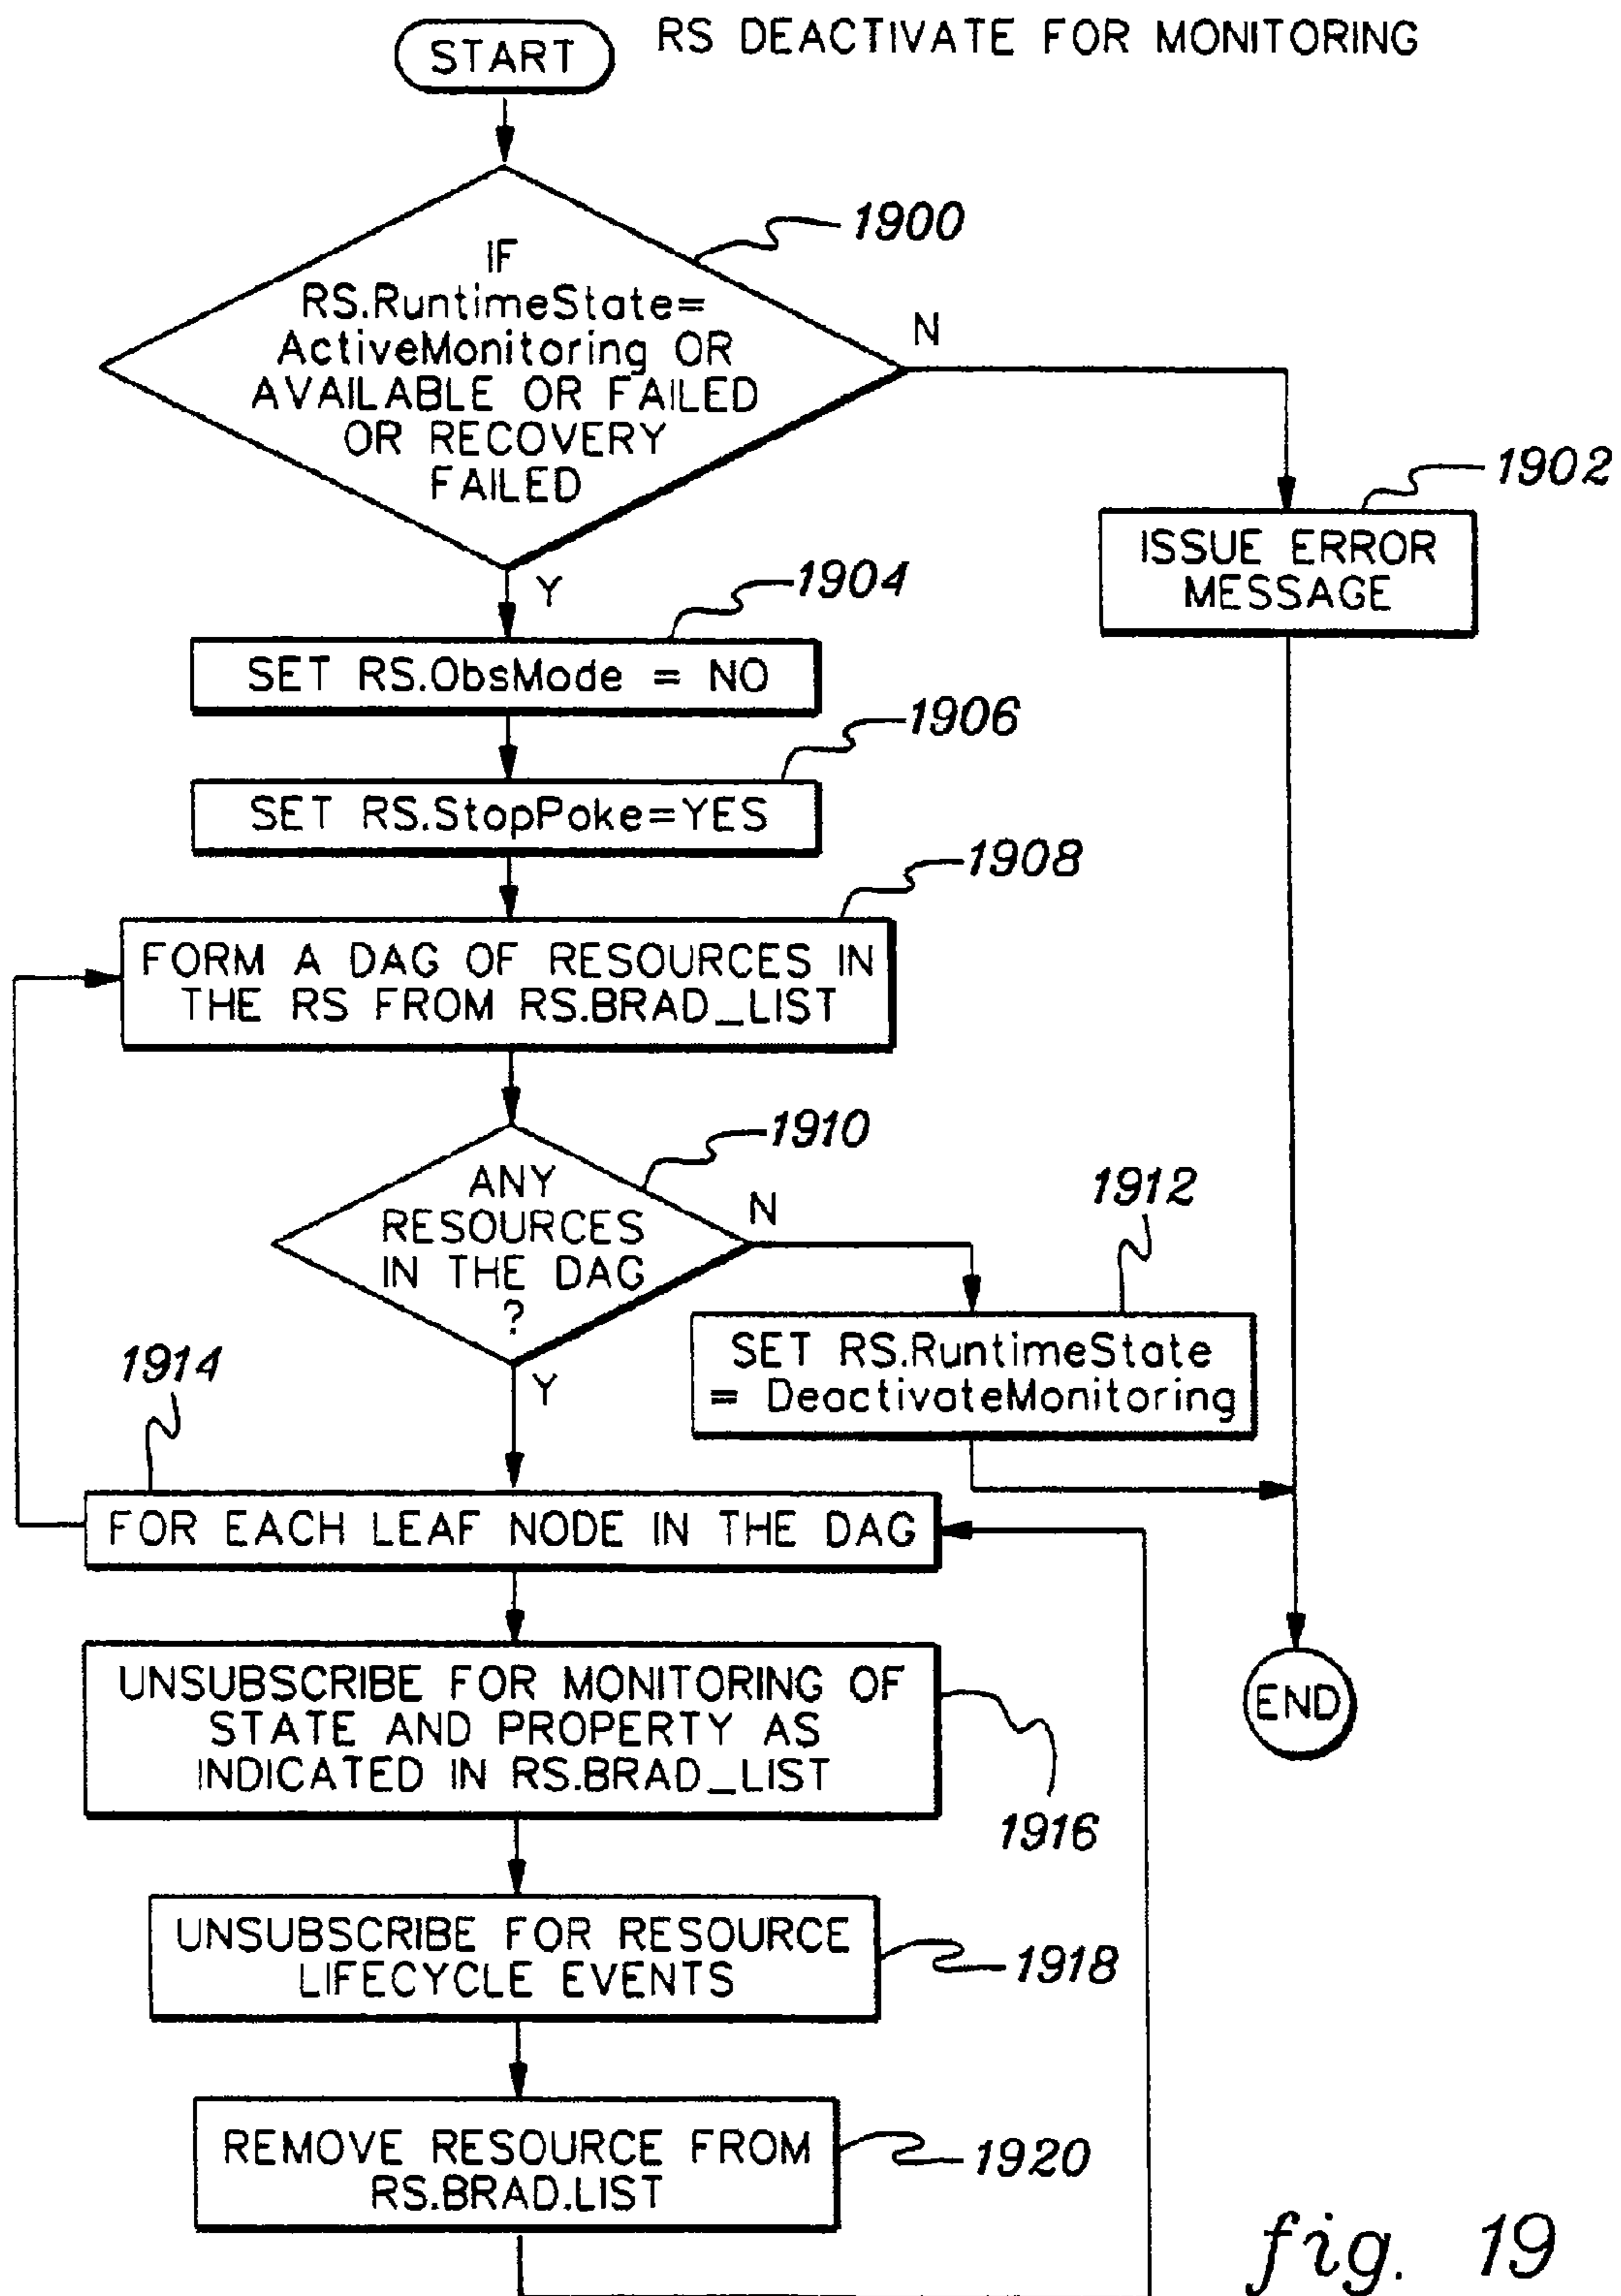 START
RS DEACTIVATE FOR MONITORING
1900
IF
RS.RuntimeState=
ActiveMonitoring OR
AVAILABLE OR FAILED
OR RECOVERY
FAILED
N
1902
ISSUE ERROR
MESSAGE
Y
1904
SET RS.ObsMode = NO
1906
SET RS.StopPoke=YES
1908
FORM A DAG OF RESOURCES IN
THE RS FROM RS.BRAD_LIST
1910
ANY
RESOURCES
IN THE DAG
?
N
1912
SET RS.RuntimeState
= DeactivateMonitoring
Y
1914
FOR EACH LEAF NODE IN THE DAG
UNSUBSCRIBE FOR MONITORING OF
STATE AND PROPERTY AS
INDICATED IN RS.BRAD_LIST
1916
END
UNSUBSCRIBE FOR RESOURCE
LIFECYCLE EVENTS
1918
REMOVE RESOURCE FROM
RS.BRAD.LIST
1920
fig. 19